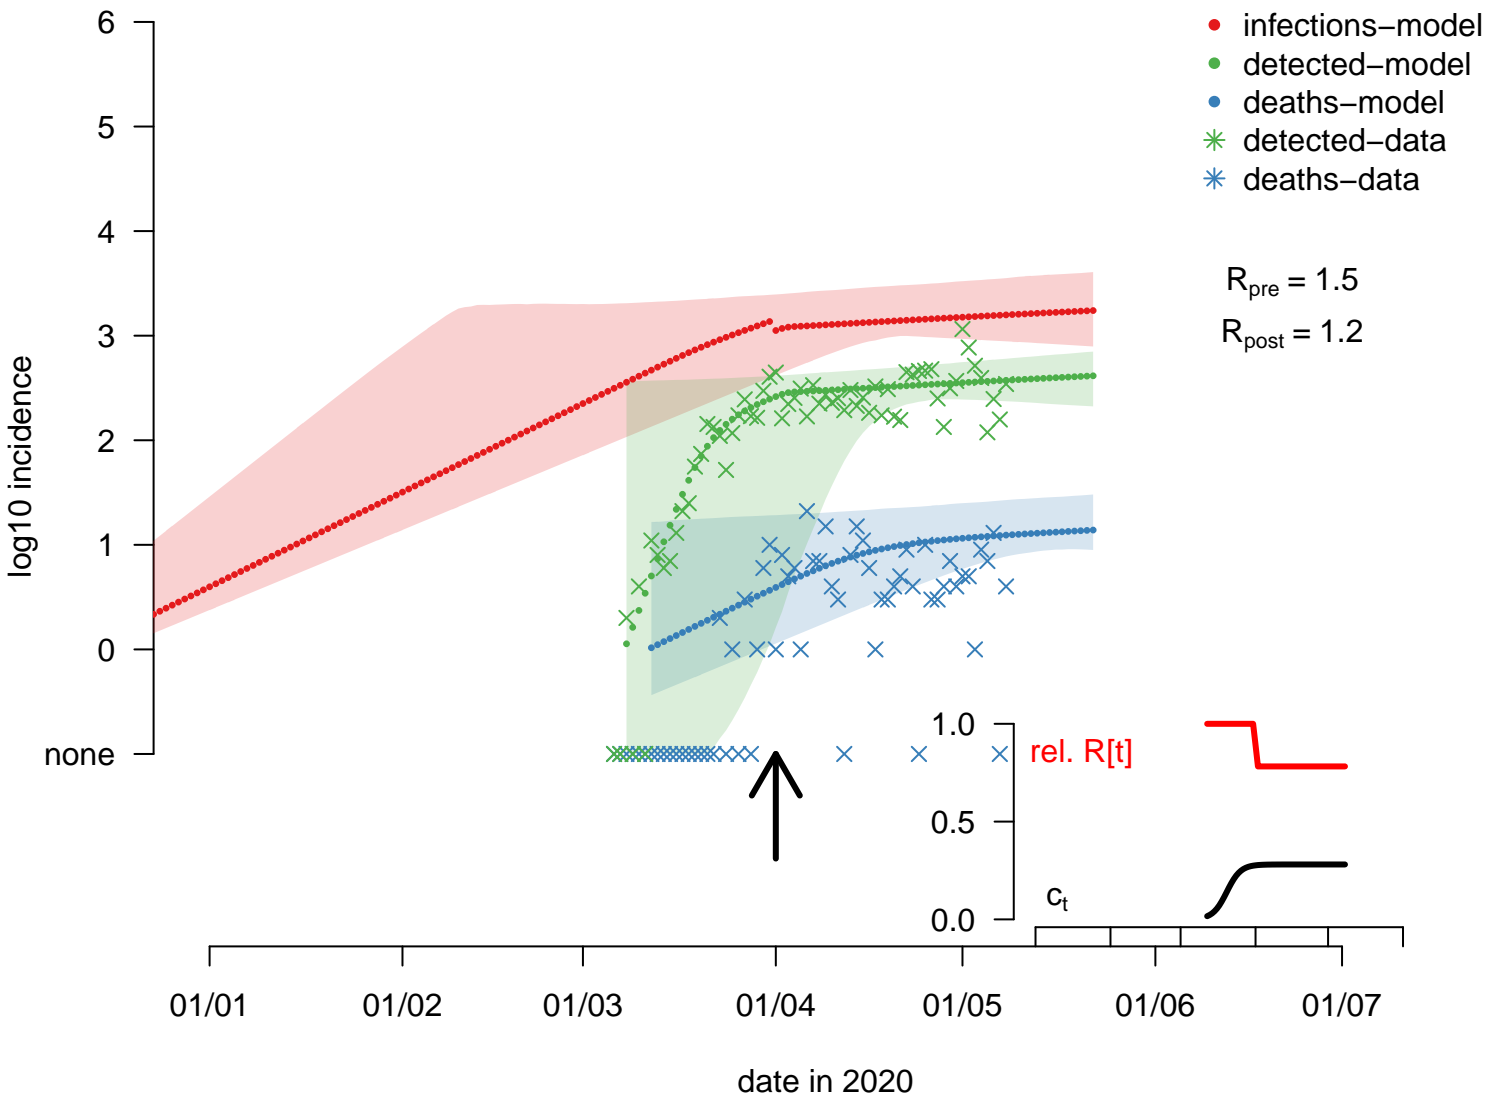 6
5
4
3
2
1
0
none
log10 incidence
infections−model
detected−model
deaths−model
detected−data
deaths−data
Rpre = 1.5
Rpost = 1.2
1.0
0.5
0.0
rel. R[t]
ct
01/01 01/02 01/03 01/04 01/05 01/06 01/07
date in 2020